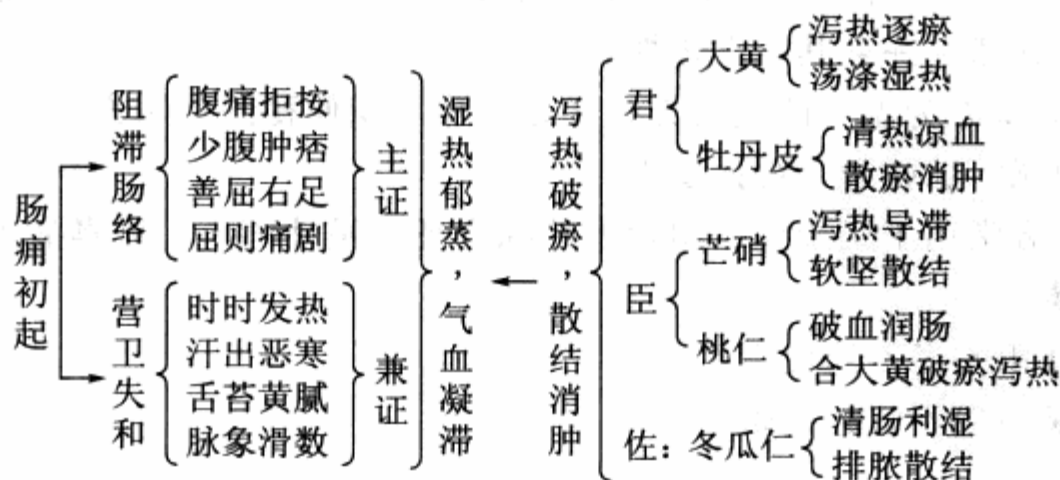 肠痈初起
阻滞肠络
腹痛拒按
少腹肿痞
善屈右足
屈则痛剧
主证
营卫失和
时时发热
汗出恶寒
舌苔黄腻
脉象滑数
兼证
湿热郁蒸，气血凝滞
泻热破瘀，散结消肿
君
大黄
泻热逐瘀
荡涤湿热
牡丹皮
清热凉血
散瘀消肿
臣
芒硝
泻热导滞
软坚散结
桃仁
破血润肠
合大黄破瘀泻热
佐：冬瓜仁
清肠利湿
排脓散结